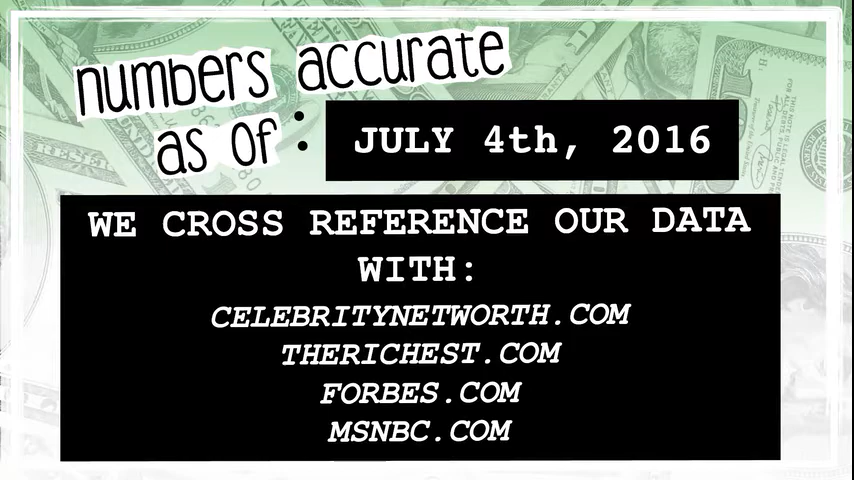 numbers accurate
as of: JULY 4th, 2016
WE CROSS REFERENCE OUR DATA
WITH:
CELEBRITYNETWORTH.COM
THERICHEST.COM
FORBES.COM
MSNBC.COM